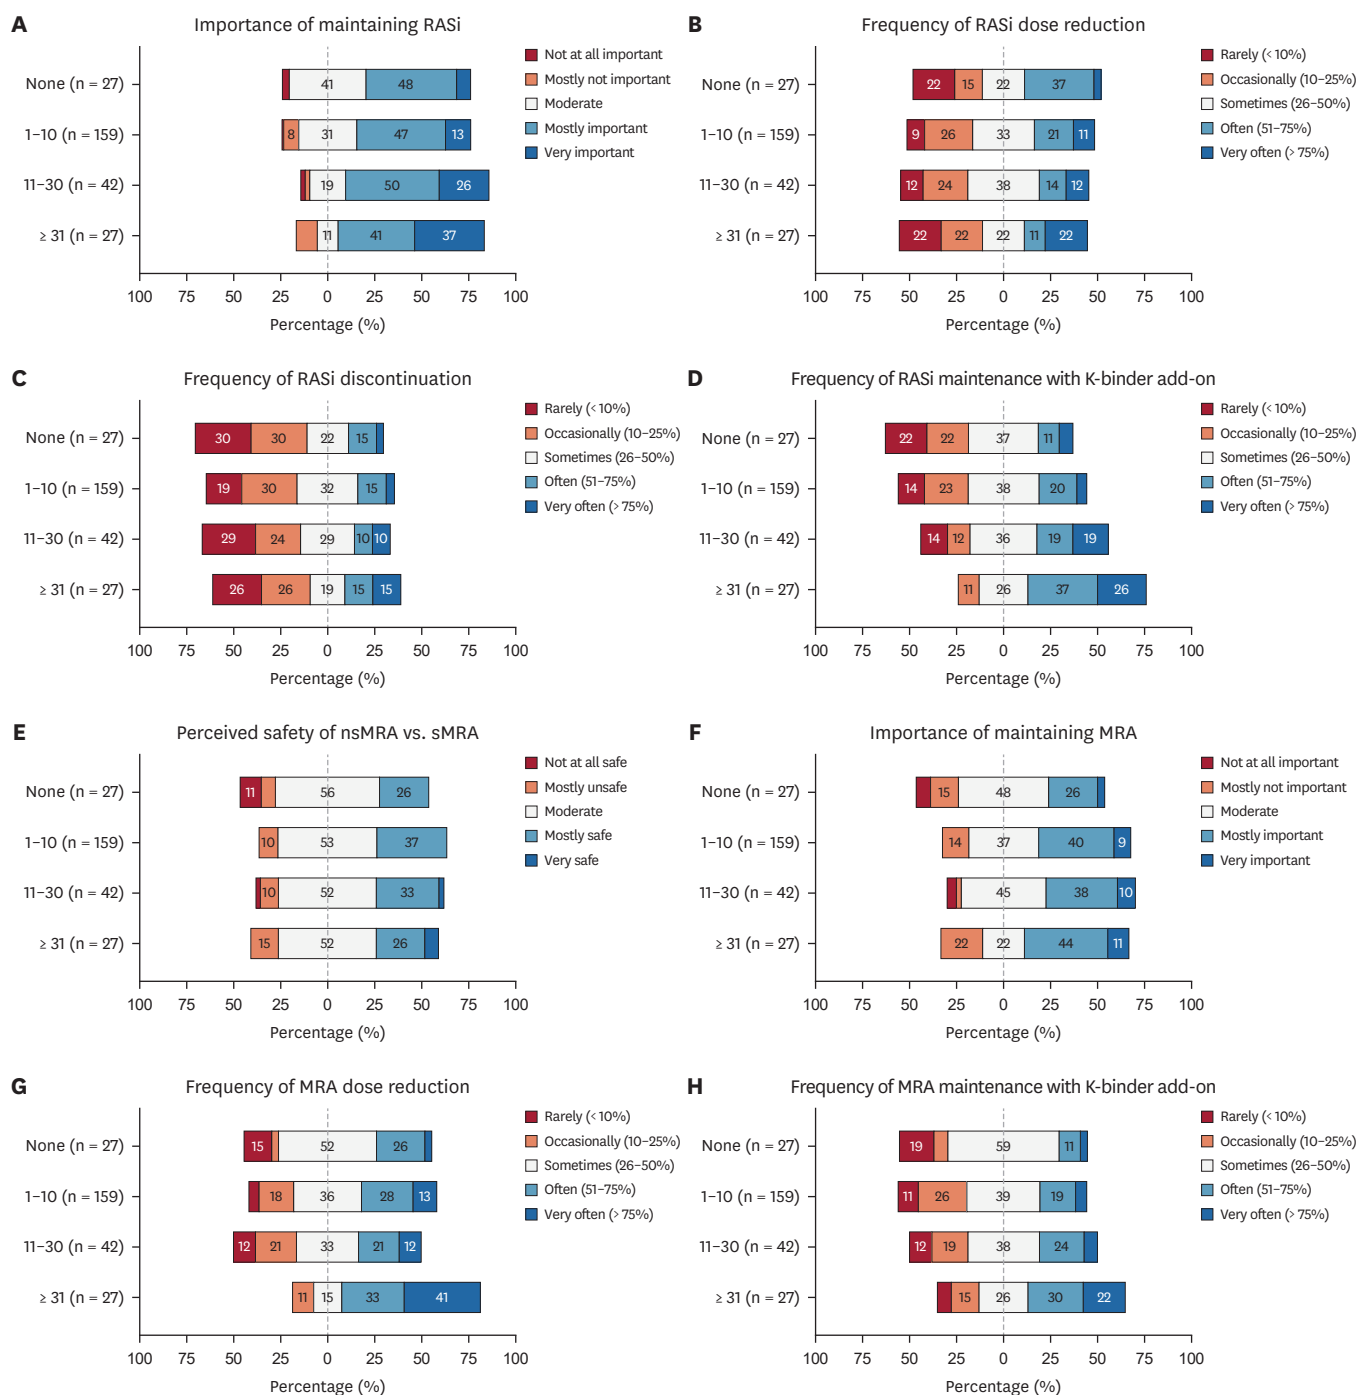 A Importance of maintaining RASi
None (n = 27) 41 48
1–10 (n = 159) 8 31 47 13
11–30 (n = 42) 19 50 26
≥ 31 (n = 27) 11 41 37
100 75 50 25 0 25 50 75 100
Percentage (%)
Not at all important
Mostly not important
Moderate
Mostly important
Very important
B Frequency of RASi dose reduction
None (n = 27) 22 15 22 37
1–10 (n = 159) 9 26 33 21 11
11–30 (n = 42) 12 24 38 14 12
≥ 31 (n = 27) 22 22 22 11 22
100 75 50 25 0 25 50 75 100
Percentage (%)
Rarely (< 10%)
Occasionally (10–25%)
Sometimes (26–50%)
Often (51–75%)
Very often (> 75%)
C Frequency of RASi discontinuation
None (n = 27) 30 30 22 15
1–10 (n = 159) 19 30 32 15
11–30 (n = 42) 29 24 29 10 10
≥ 31 (n = 27) 26 26 19 15 15
100 75 50 25 0 25 50 75 100
Percentage (%)
Rarely (< 10%)
Occasionally (10–25%)
Sometimes (26–50%)
Often (51–75%)
Very often (> 75%)
D Frequency of RASi maintenance with K-binder add-on
None (n = 27) 22 22 37 11
1–10 (n = 159) 14 23 38 20
11–30 (n = 42) 14 12 36 19 19
≥ 31 (n = 27) 11 26 37 26
100 75 50 25 0 25 50 75 100
Percentage (%)
Rarely (< 10%)
Occasionally (10–25%)
Sometimes (26–50%)
Often (51–75%)
Very often (> 75%)
E Perceived safety of nsMRA vs. sMRA
None (n = 27) 11 56 26
1–10 (n = 159) 10 53 37
11–30 (n = 42) 10 52 33
≥ 31 (n = 27) 15 52 26
100 75 50 25 0 25 50 75 100
Percentage (%)
Not at all safe
Mostly unsafe
Moderate
Mostly safe
Very safe
F Importance of maintaining MRA
None (n = 27) 15 48 26
1–10 (n = 159) 14 37 40 9
11–30 (n = 42) 45 38 10
≥ 31 (n = 27) 22 22 44 11
100 75 50 25 0 25 50 75 100
Percentage (%)
Not at all important
Mostly not important
Moderate
Mostly important
Very important
G Frequency of MRA dose reduction
None (n = 27) 15 52 26
1–10 (n = 159) 18 36 28 13
11–30 (n = 42) 12 21 33 21 12
≥ 31 (n = 27) 11 15 33 41
100 75 50 25 0 25 50 75 100
Percentage (%)
Rarely (< 10%)
Occasionally (10–25%)
Sometimes (26–50%)
Often (51–75%)
Very often (> 75%)
H Frequency of MRA maintenance with K-binder add-on
None (n = 27) 19 59 11
1–10 (n = 159) 11 26 39 19
11–30 (n = 42) 12 19 38 24
≥ 31 (n = 27) 15 26 30 22
100 75 50 25 0 25 50 75 100
Percentage (%)
Rarely (< 10%)
Occasionally (10–25%)
Sometimes (26–50%)
Often (51–75%)
Very often (> 75%)